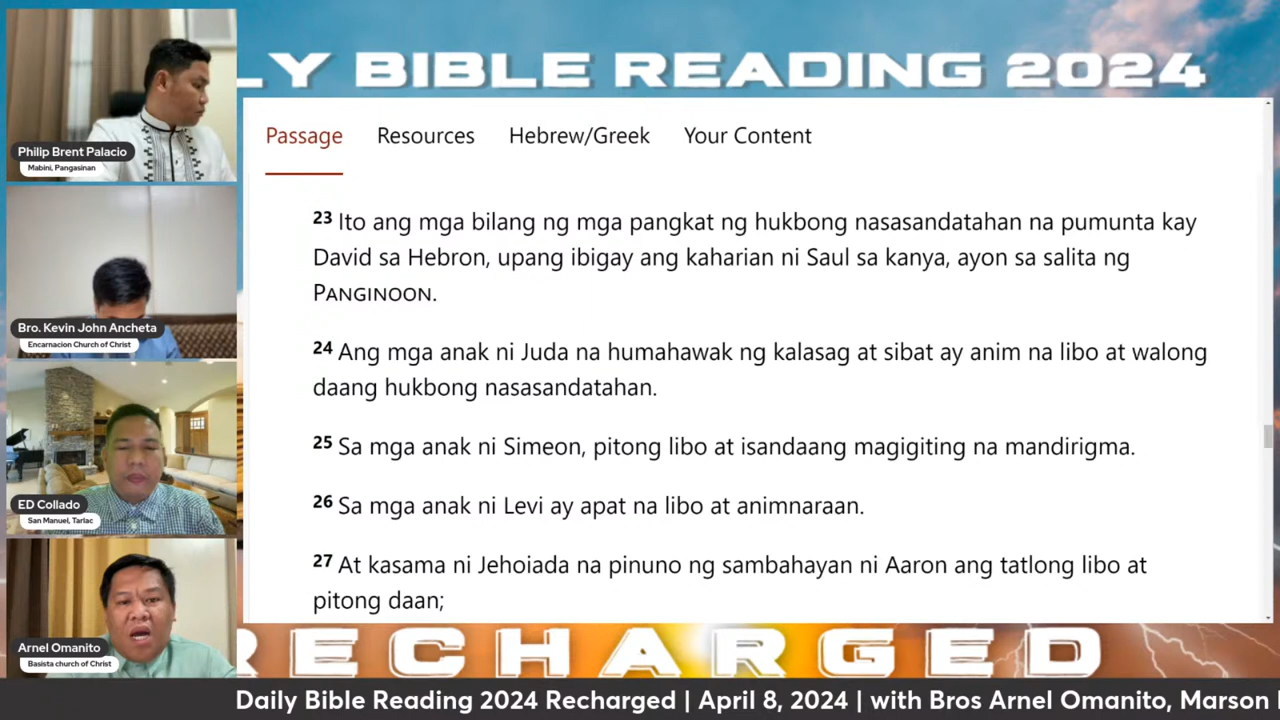 LY BIBLE READING 2024
Philip Brent Palacio
Mabini, Pangasinan
Bro. Kevin John Ancheta
Encarnacion Church of Christ
ED Collado
San Manuel, Tarlac
Arnel Omanito
Basista church of Christ
Passage Resources Hebrew/Greek Your Content
23 Ito ang mga bilang ng mga pangkat ng hukbong nasasandatahan na pumunta kay
David sa Hebron, upang ibigay ang kaharian ni Saul sa kanya, ayon sa salita ng
PANGINOON.
24 Ang mga anak ni Juda na humahawak ng kalasag at sibat ay anim na libo at walong
daang hukbong nasasandatahan.
25 Sa mga anak ni Simeon, pitong libo at isandaang magigiting na mandirigma.
26 Sa mga anak ni Levi ay apat na libo at animnaraan.
27 At kasama ni Jehoiada na pinuno ng sambahayan ni Aaron ang tatlong libo at
pitong daan;
RECHARGED
Daily Bible Reading 2024 Recharged | April 8, 2024 | with Bros Arnel Omanito, Marson